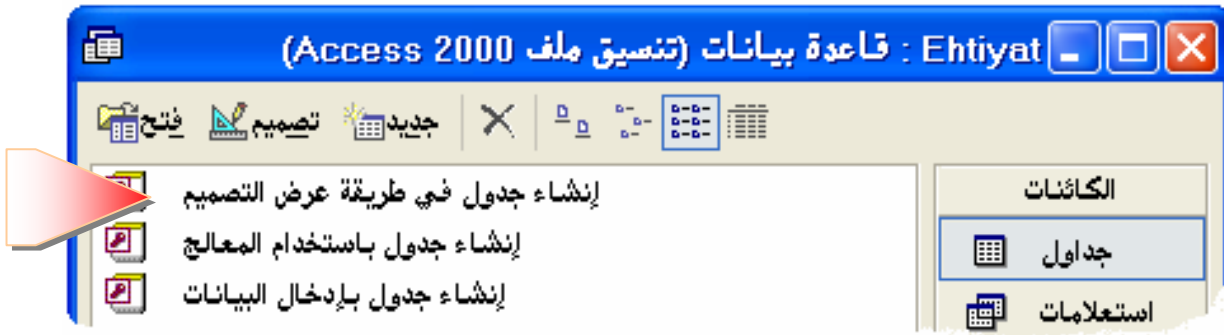 Ehtiyat : قاعدة بيانات (تنسيق ملف Access 2000)
فتح تصميم جديد
الكائنات
إنشاء جدول في طريقة عرض التصميم
جداول
إنشاء جدول باستخدام المعالج
استعلامات
إنشاء جدول بإدخال البيانات